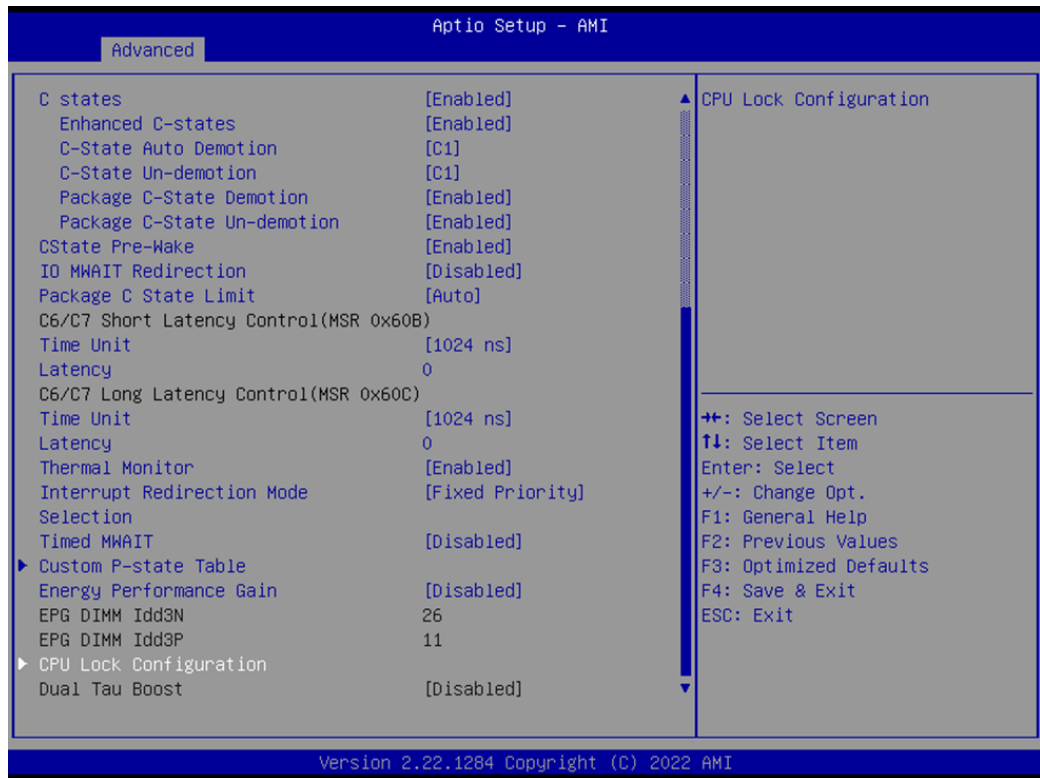 Aptio Setup - AMI
Advanced
C states [Enabled]
Enhanced C-states [Enabled]
C-State Auto Demotion [C1]
C-State Un-demotion [C1]
Package C-State Demotion [Enabled]
Package C-State Un-demotion [Enabled]
CState Pre-Wake [Enabled]
IO MWAIT Redirection [Disabled]
Package C State Limit [Auto]
C6/C7 Short Latency Control(MSR 0x60B)
Time Unit [1024 ns]
Latency 0
C6/C7 Long Latency Control(MSR 0x60C)
Time Unit [1024 ns]
Latency 0
Thermal Monitor [Enabled]
Interrupt Redirection Mode [Fixed Priority]
Selection
Timed MWAIT [Disabled]
Custom P-state Table
Energy Performance Gain [Disabled]
EPG DIMM Idd3N 26
EPG DIMM Idd3P 11
CPU Lock Configuration
Dual Tau Boost [Disabled]
CPU Lock Configuration
→←: Select Screen
↑↓: Select Item
Enter: Select
+/-: Change Opt.
F1: General Help
F2: Previous Values
F3: Optimized Defaults
F4: Save & Exit
ESC: Exit
Version 2.22.1284 Copyright (C) 2022 AMI